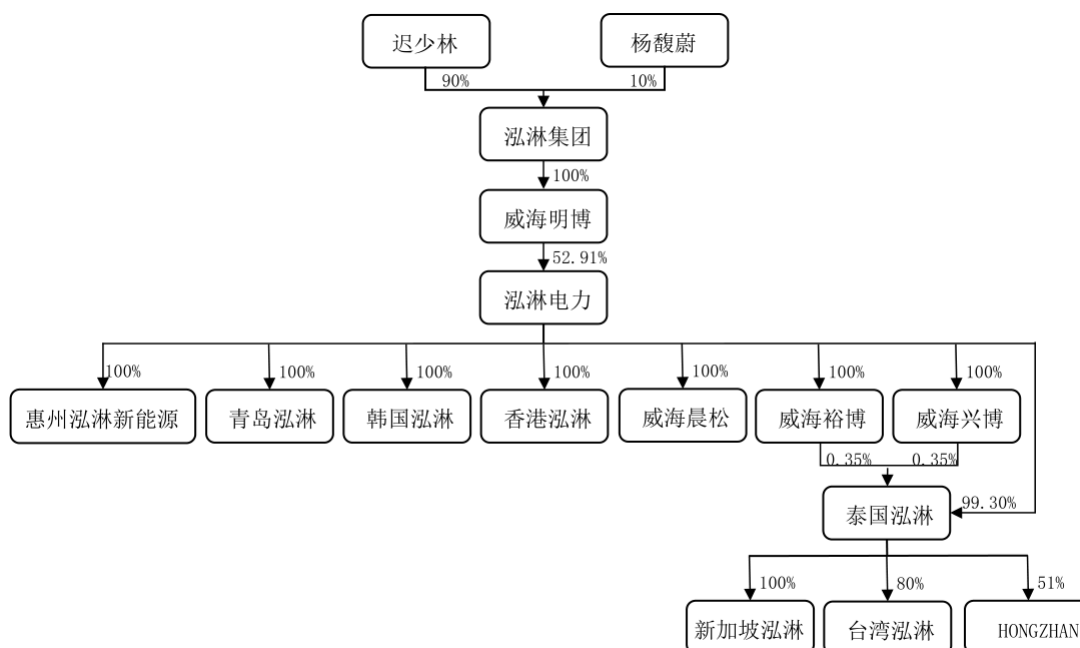 迟少林
杨馥蔚
90%
10%
泓淋集团
100%
威海明博
52.91%
泓淋电力
100%
100%
100%
100%
100%
100%
100%
惠州泓淋新能源
青岛泓淋
韩国泓淋
香港泓淋
威海晨松
威海裕博
威海兴博
0.35%
0.35%
泰国泓淋
99.30%
100%
80%
51%
新加坡泓淋
台湾泓淋
HONGZHAN